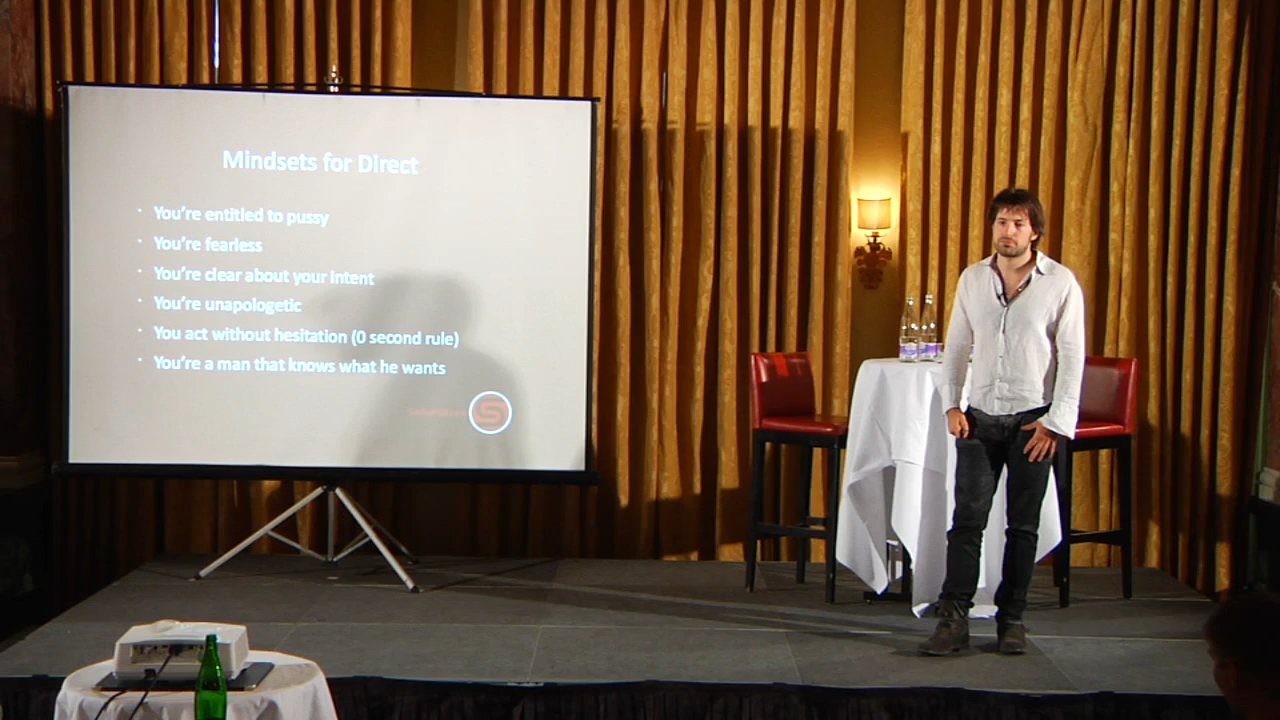 Mindsets for Direct
• You're entitled to pussy
• You're fearless
• You're clear about your intent
• You're unapologetic
• You act without hesitation (0 second rule)
• You're a man that knows what he wants
S